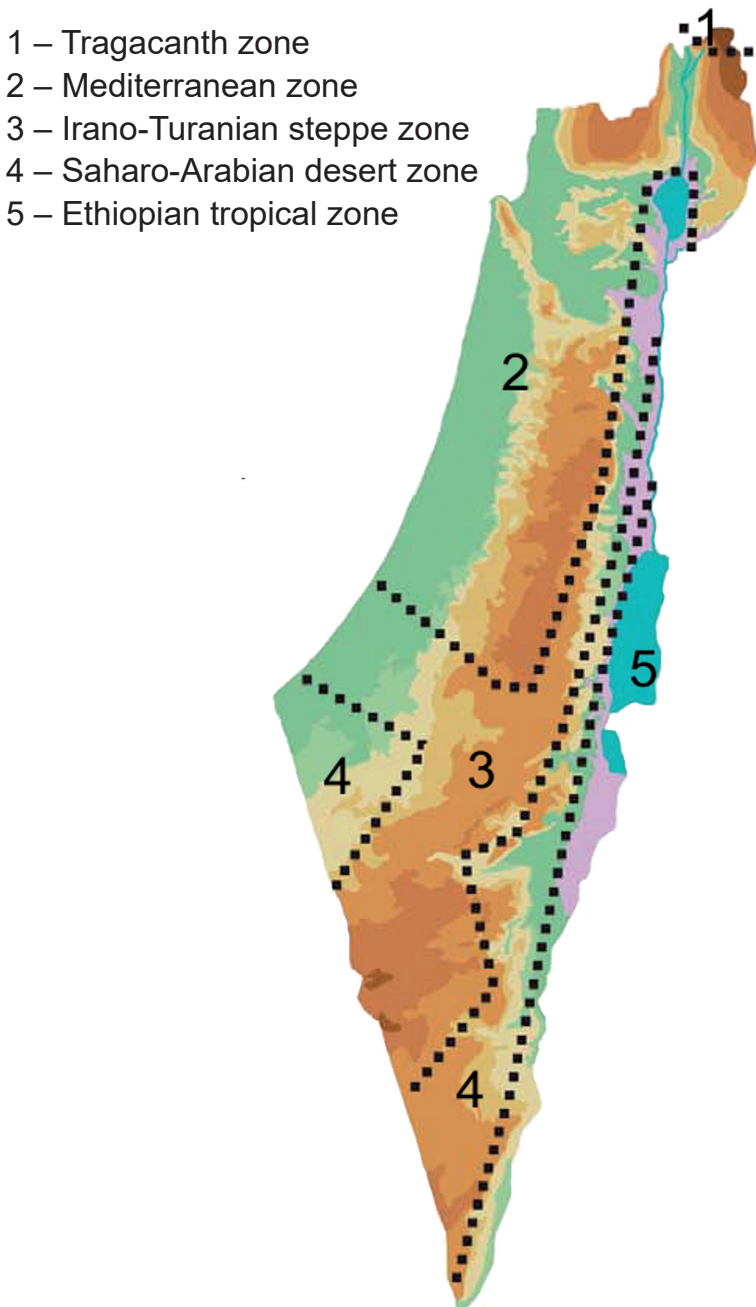 1 – Tragacanth zone
2 – Mediterranean zone
3 – Irano-Turanian steppe zone
4 – Saharo-Arabian desert zone
5 – Ethiopian tropical zone
1
2
5
4
3
4